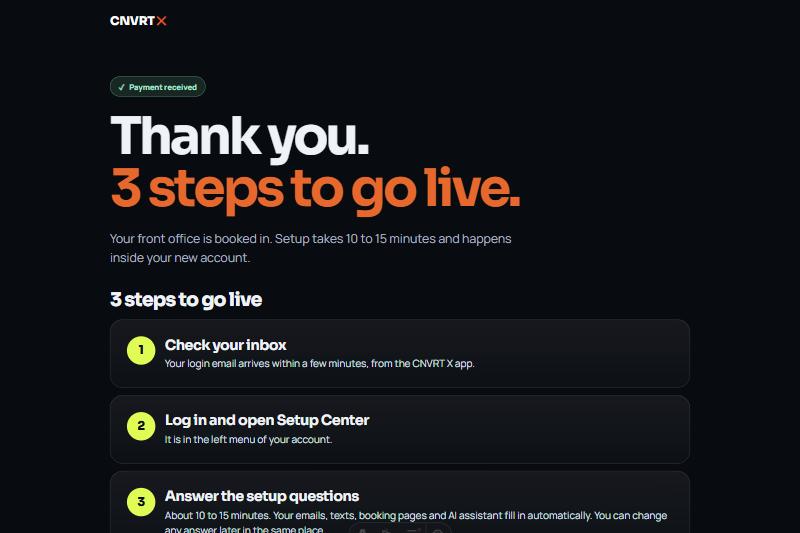 CNVRTX
✓ Payment received
Thank you.
3 steps to go live.
Your front office is booked in. Setup takes 10 to 15 minutes and happens
inside your new account.
3 steps to go live
1
Check your inbox
Your login email arrives within a few minutes, from the CNVRT X app.
2
Log in and open Setup Center
It is in the left menu of your account.
3
Answer the setup questions
About 10 to 15 minutes. Your emails, texts, booking pages and AI assistant fill in automatically. You can change
any answer later in the same place.